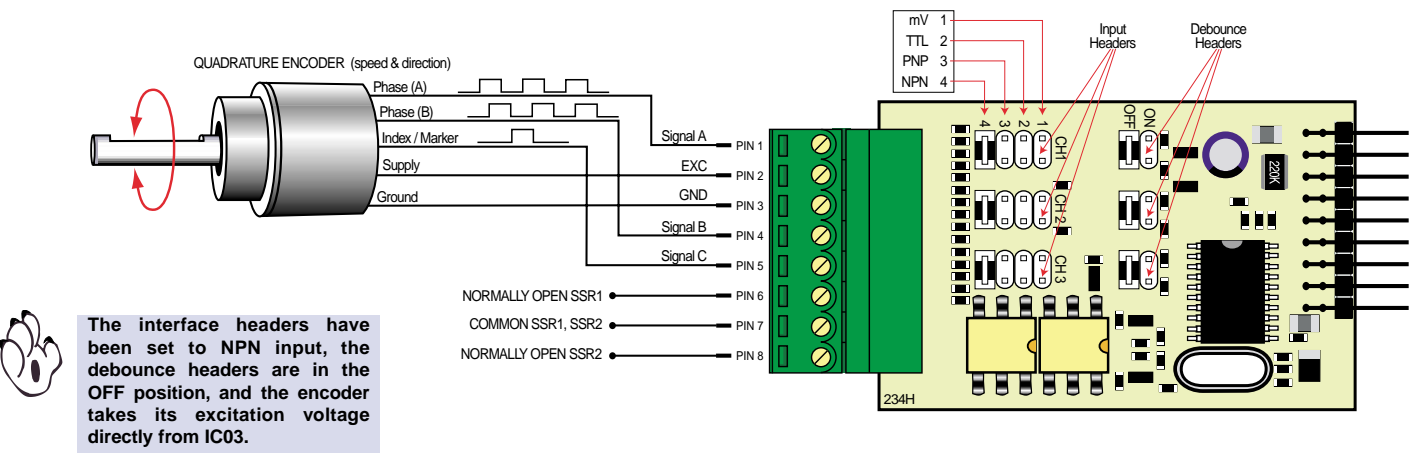 mV 1
TTL 2
PNP 3
NPN 4
Input
Headers
Debounce
Headers
QUADRATURE ENCODER (speed & direction)
Phase (A)
Phase (B)
Index / Marker
Supply
Ground
Signal A
EXC
GND
Signal B
Signal C
NORMALLY OPEN SSR1
COMMON SSR1, SSR2
NORMALLY OPEN SSR2
PIN 1
PIN 2
PIN 3
PIN 4
PIN 5
PIN 6
PIN 7
PIN 8
4 3 2 1
CH1
CH 2
CH 3
OFF
ON
220K
234H
The interface headers have
been set to NPN input, the
debounce headers are in the
OFF position, and the encoder
takes its excitation voltage
directly from IC03.